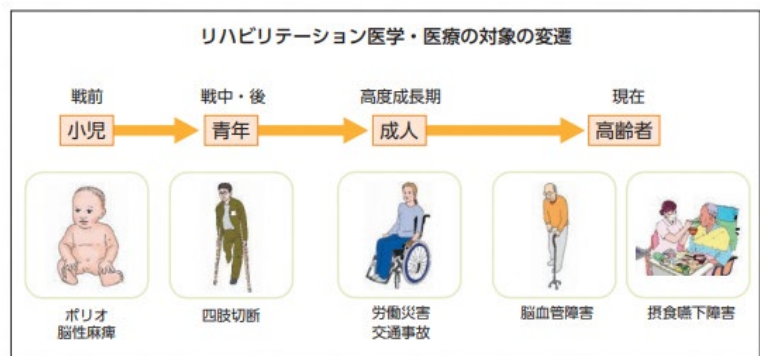 リハビリテーション医学・医療の対象の変遷
戦前
戦中・後
高度成長期
現在
小児
青年
成人
高齢者
ポリオ
脳性麻痺
四肢切断
労働災害
交通事故
脳血管障害
摂食嚥下障害